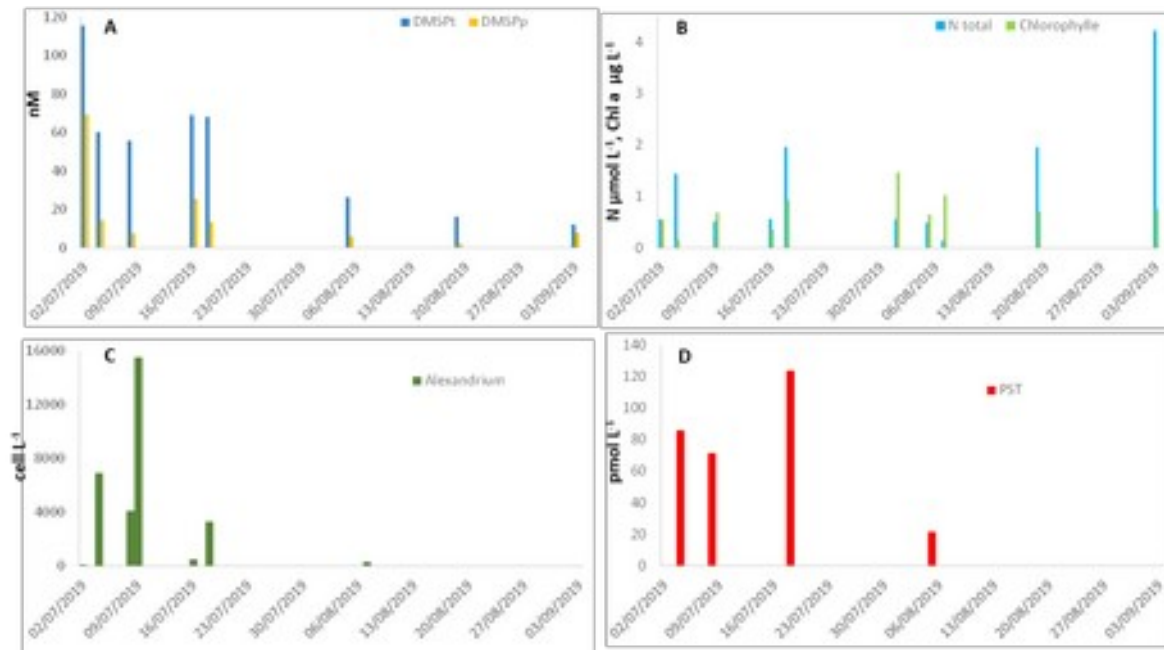 A
DMSPt DMSPp
120
100
80
60
40
20
0
nM
02/07/2019 09/07/2019 16/07/2019 23/07/2019 30/07/2019 06/08/2019 13/08/2019 20/08/2019 27/08/2019 03/09/2019
B
N total Chlorophylle
4
3
2
1
0
N µmol L⁻¹, Chl a µg L⁻¹
02/07/2019 09/07/2019 16/07/2019 23/07/2019 30/07/2019 06/08/2019 13/08/2019 20/08/2019 27/08/2019 03/09/2019
C
Alexandrium
16000
12000
8000
4000
0
cell L⁻¹
02/07/2019 09/07/2019 16/07/2019 23/07/2019 30/07/2019 06/08/2019 13/08/2019 20/08/2019 27/08/2019 03/09/2019
D
PST
140
120
100
80
60
40
20
0
pmol L⁻¹
02/07/2019 09/07/2019 16/07/2019 23/07/2019 30/07/2019 06/08/2019 13/08/2019 20/08/2019 27/08/2019 03/09/2019